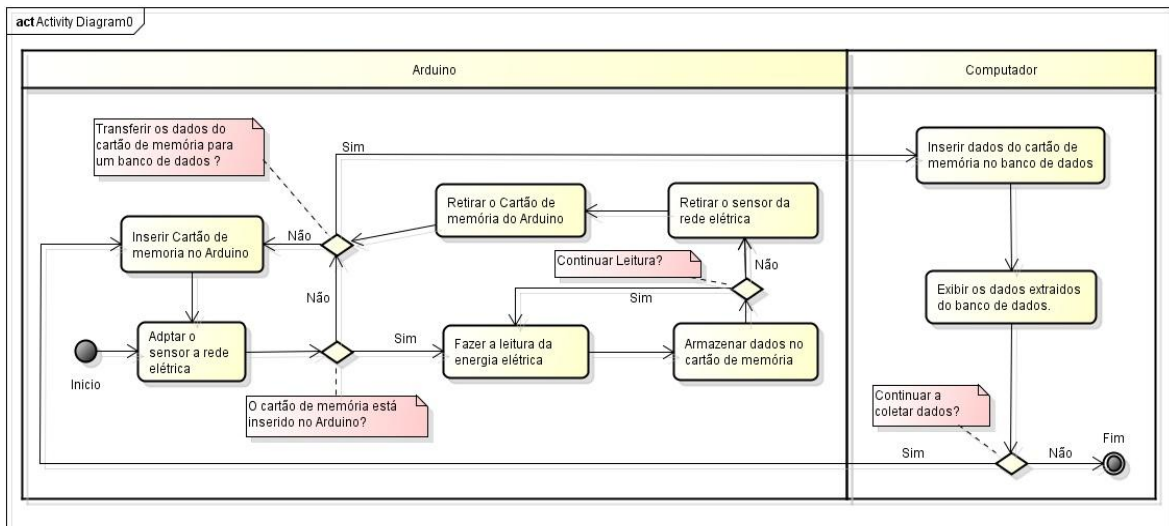 act Activity Diagram0
Arduino
Computador
Transferir os dados do
cartão de memória para
um banco de dados ?
Sim
Inserir dados do cartão de
memória no banco de dados
Retirar o Cartão de
memória do Arduino
Retirar o sensor da
rede elétrica
Inserir Cartão de
memoria no Arduino
Não
Continuar Leitura?
Não
Sim
Exibir os dados extraidos
do banco de dados.
Não
Adptar o
sensor a rede
elétrica
Sim
Fazer a leitura da
energia elétrica
Armazenar dados no
cartão de memória
Inicio
O cartão de memória está
inserido no Arduino?
Continuar a
coletar dados?
Sim
Não
Fim